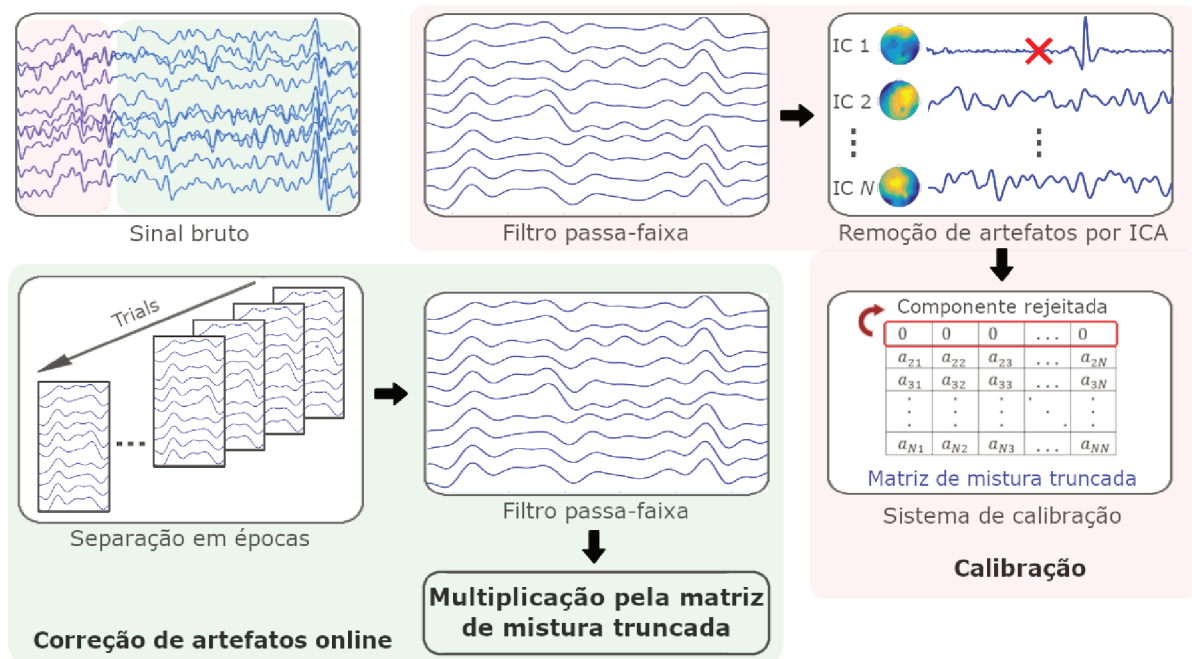 Sinal bruto
Filtro passa-faixa
IC 1
IC 2
IC N
Remoção de artefatos por ICA
Trials
Separação em épocas
Filtro passa-faixa
Multiplicação pela matriz
de mistura truncada
Correção de artefatos online
Componente rejeitada
0 0 0 ... 0
a21 a22 a23 ... a2N
a31 a32 a33 ... a3N
aN1 aN2 aN3 ... aNN
Matriz de mistura truncada
Sistema de calibração
Calibração